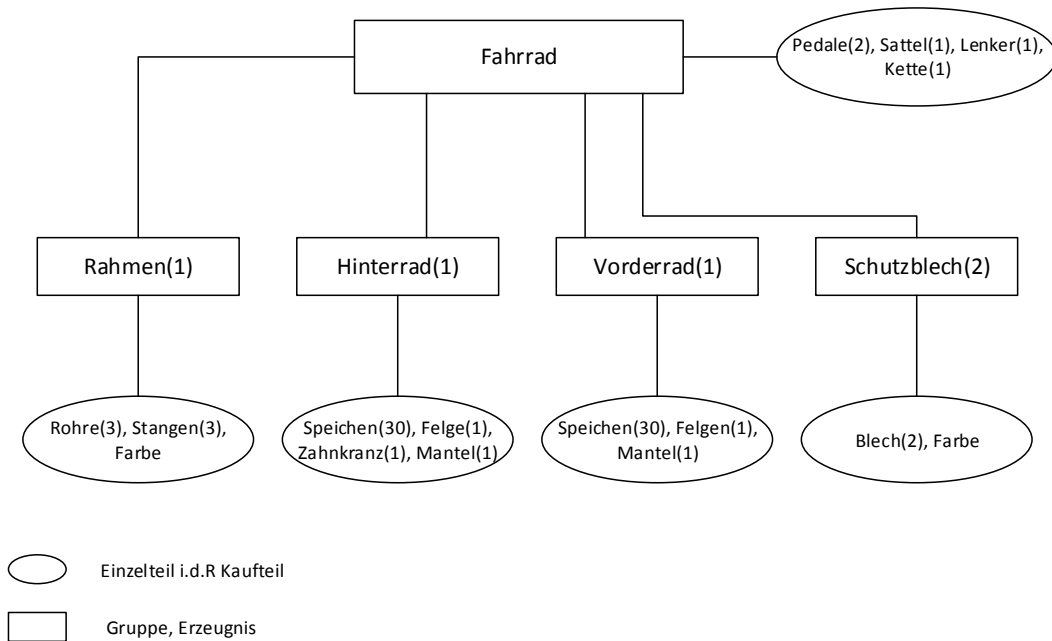 Fahrrad
Pedale(2), Sattel(1), Lenker(1),
Kette(1)
Rahmen(1)
Hinterrad(1)
Vorderrad(1)
Schutzblech(2)
Rohre(3), Stangen(3),
Farbe
Speichen(30), Felge(1),
Zahnkranz(1), Mantel(1)
Speichen(30), Felgen(1),
Mantel(1)
Blech(2), Farbe
Einzelteil i.d.R Kaufteil
Gruppe, Erzeugnis